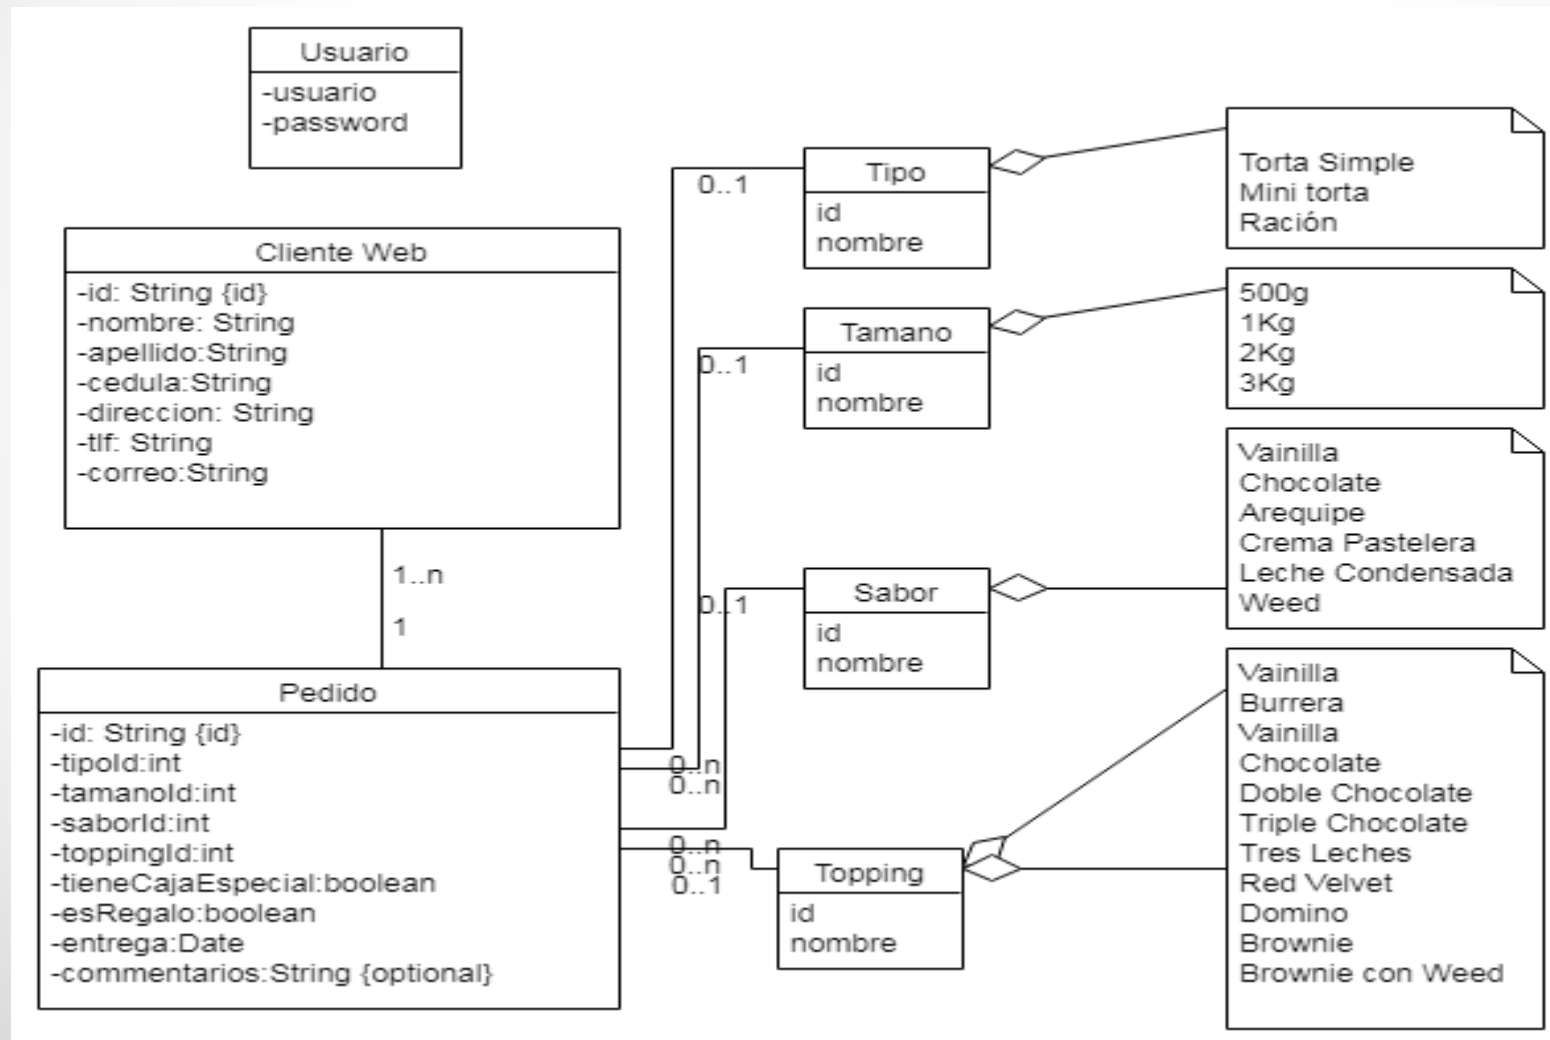 Usuario
-usuario
-password
Cliente Web
-id: String {id}
-nombre: String
-apellido:String
-cedula:String
-direccion: String
-tlf: String
-correo:String
1..n
1
Pedido
-id: String {id}
-tipoId:int
-tamanoId:int
-saborId:int
-toppingId:int
-tieneCajaEspecial:boolean
-esRegalo:boolean
-entrega:Date
-commentarios:String {optional}
0..1
0..1
0..1
0..n
0..n
0..n
0..n
0..1
Tipo
id
nombre
Tamano
id
nombre
Sabor
id
nombre
Topping
id
nombre
Torta Simple
Mini torta
Ración
500g
1Kg
2Kg
3Kg
Vainilla
Chocolate
Arequipe
Crema Pastelera
Leche Condensada
Weed
Vainilla
Burrera
Vainilla
Chocolate
Doble Chocolate
Triple Chocolate
Tres Leches
Red Velvet
Domino
Brownie
Brownie con Weed